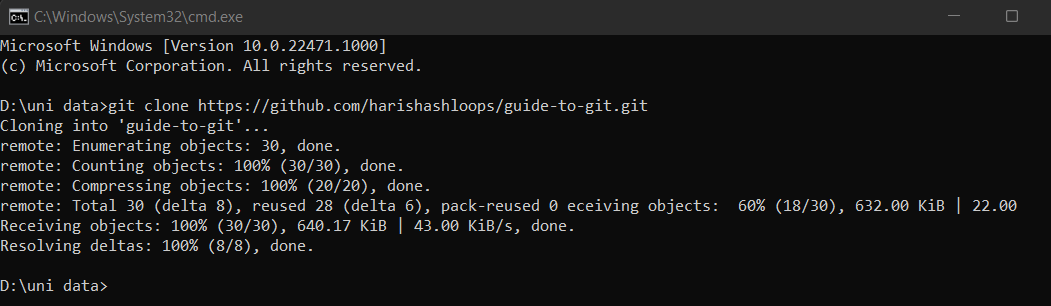 C:\Windows\System32\cmd.exe
Microsoft Windows [Version 10.0.22471.1000]
(c) Microsoft Corporation. All rights reserved.
D:\uni data>git clone https://github.com/harishashloops/guide-to-git.git
Cloning into 'guide-to-git'...
remote: Enumerating objects: 30, done.
remote: Counting objects: 100% (30/30), done.
remote: Compressing objects: 100% (20/20), done.
remote: Total 30 (delta 8), reused 28 (delta 6), pack-reused 0 eceiving objects:  60% (18/30), 632.00 KiB | 22.00
Receiving objects: 100% (30/30), 640.17 KiB | 43.00 KiB/s, done.
Resolving deltas: 100% (8/8), done.
D:\uni data>